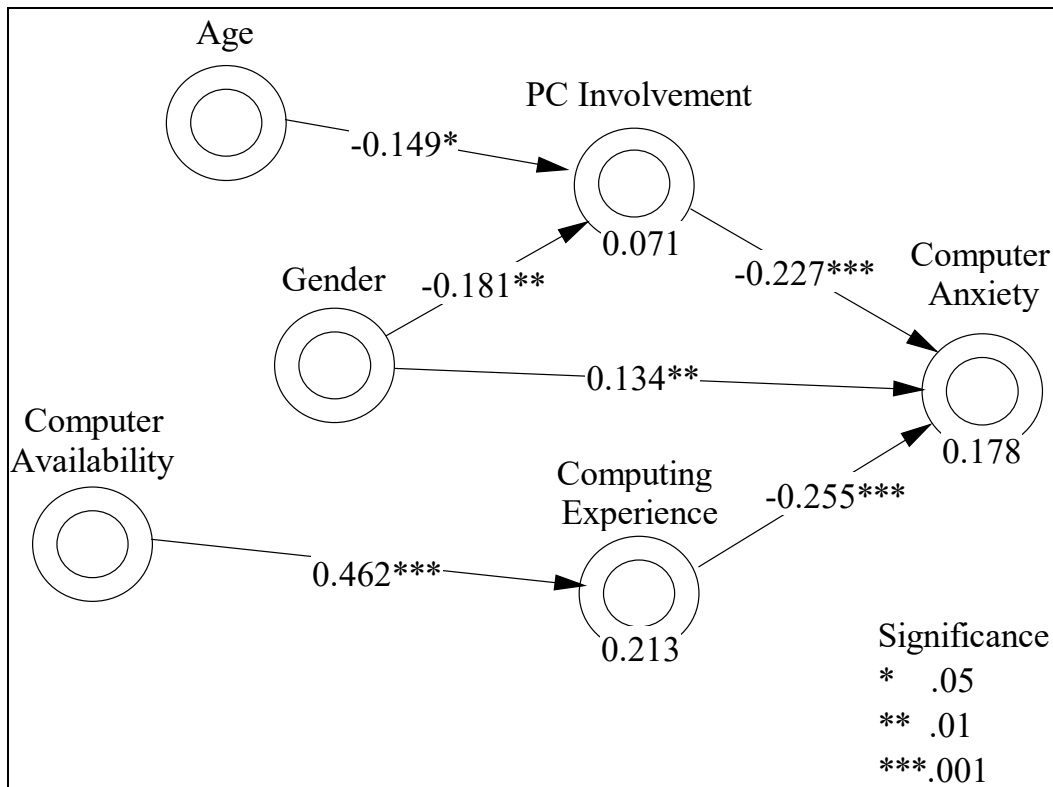 Age
PC Involvement
-0.149*
0.071
Gender
-0.181**
-0.227***
Computer
Anxiety
0.134**
0.178
Computer
Availability
Computing
Experience
-0.255***
0.462***
0.213
Significance
* .05
** .01
***.001